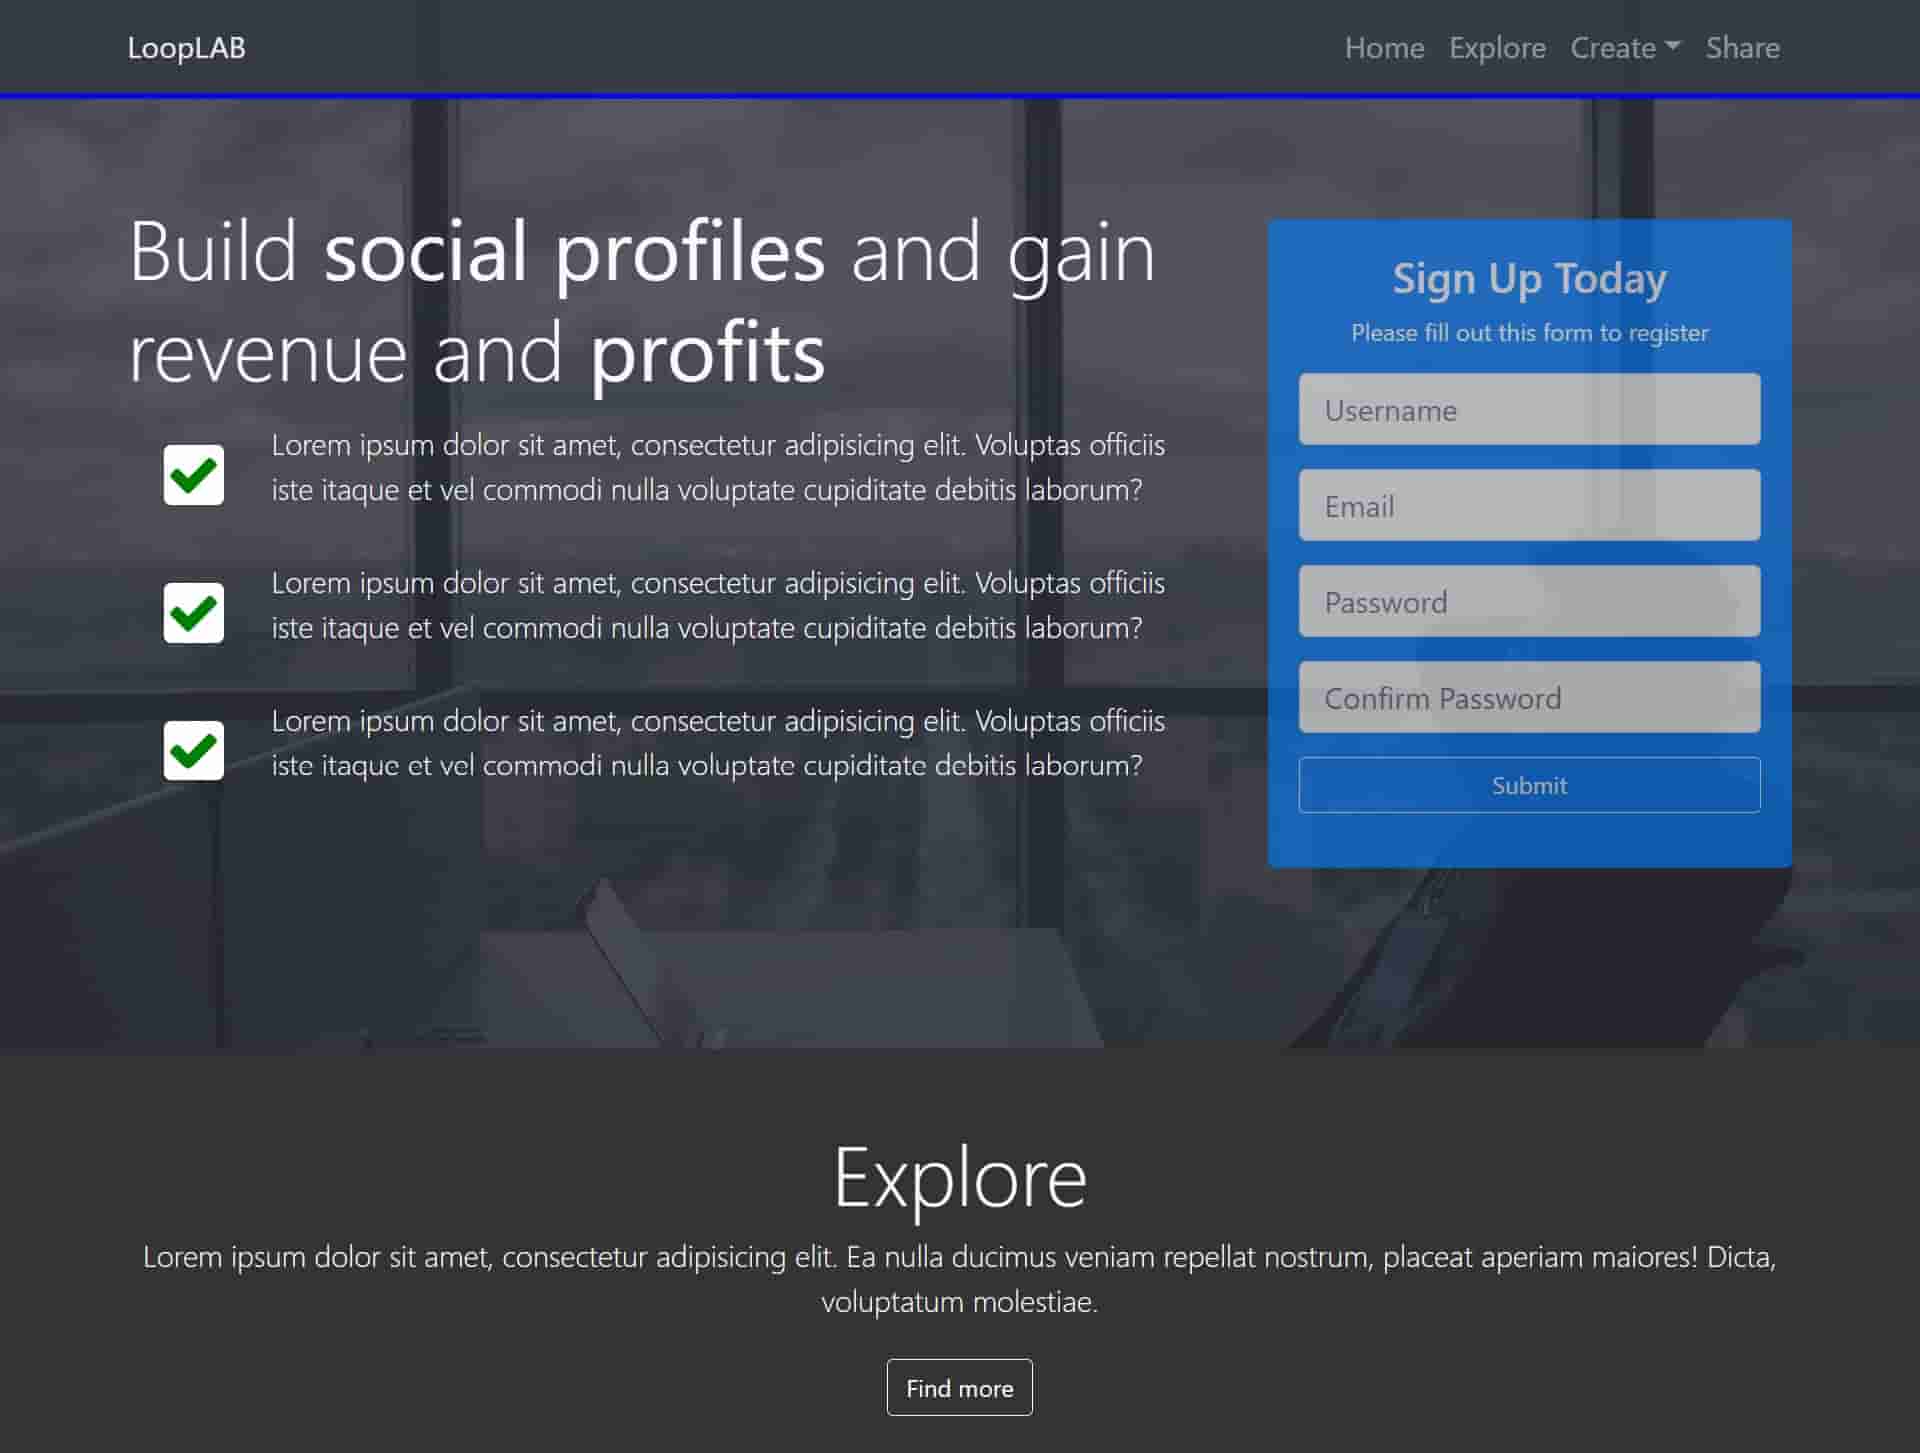 LoopLAB
Home Explore Create Share
Build social profiles and gain
revenue and profits
Lorem ipsum dolor sit amet, consectetur adipisicing elit. Voluptas officiis
iste itaque et vel commodi nulla voluptate cupiditate debitis laborum?
Lorem ipsum dolor sit amet, consectetur adipisicing elit. Voluptas officiis
iste itaque et vel commodi nulla voluptate cupiditate debitis laborum?
Lorem ipsum dolor sit amet, consectetur adipisicing elit. Voluptas officiis
iste itaque et vel commodi nulla voluptate cupiditate debitis laborum?
Sign Up Today
Please fill out this form to register
Username
Email
Password
Confirm Password
Submit
Explore
Lorem ipsum dolor sit amet, consectetur adipisicing elit. Ea nulla ducimus veniam repellat nostrum, placeat aperiam maiores! Dicta,
voluptatum molestiae.
Find more